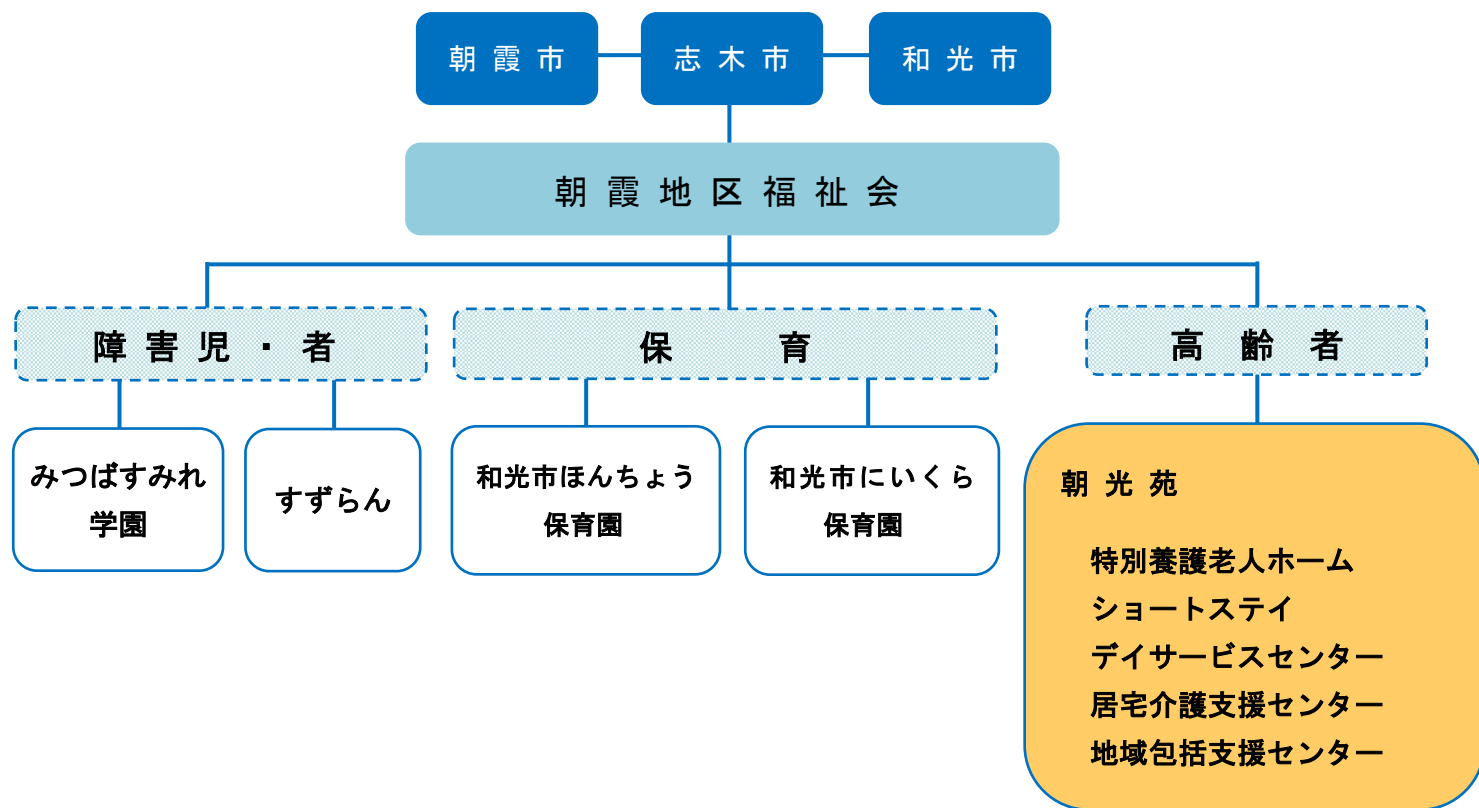 朝霞市
志木市
和光市
朝霞地区福祉会
障害児・者
保育
高齢者
みつばすみれ
学園
すずらん
和光市ほんちょう
保育園
和光市にいくら
保育園
朝光苑
特別養護老人ホーム
ショートステイ
デイサービスセンター
居宅介護支援センター
地域包括支援センター